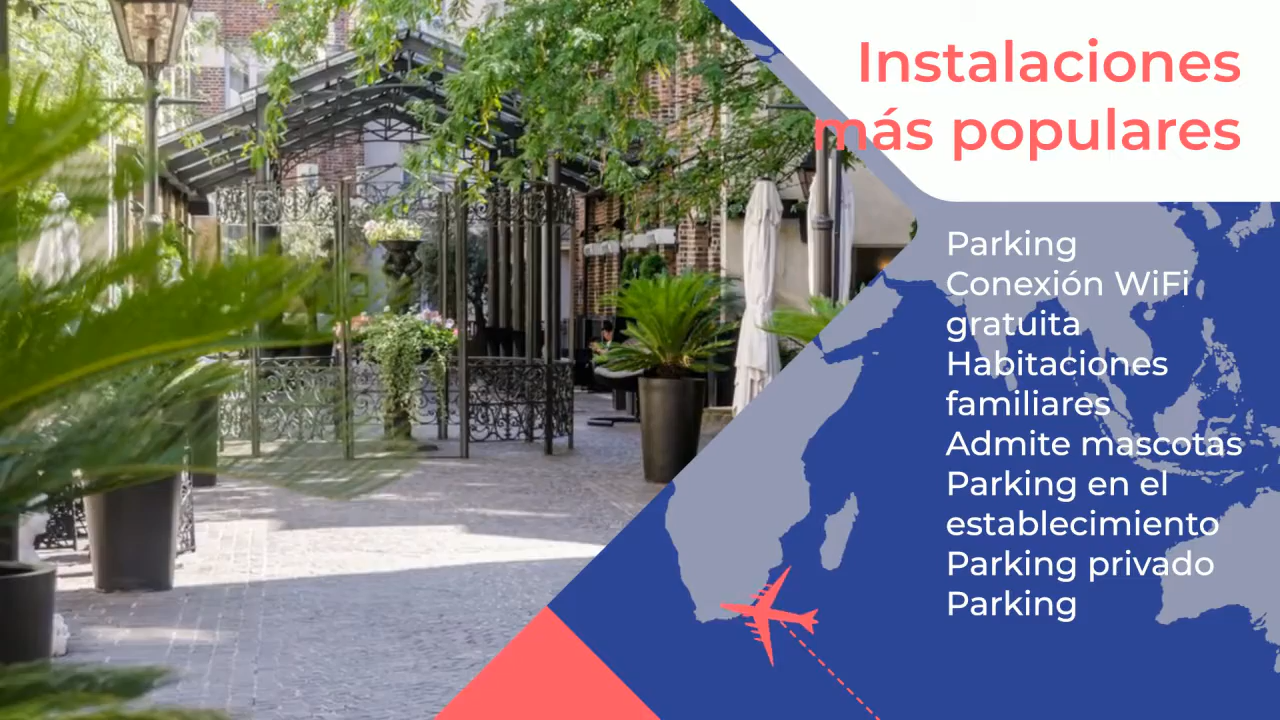 Instalaciones
más populares
Parking
Conexión WiFi
gratuita
Habitaciones
familiares
Admite mascotas
Parking en el
establecimiento
Parking privado
Parking